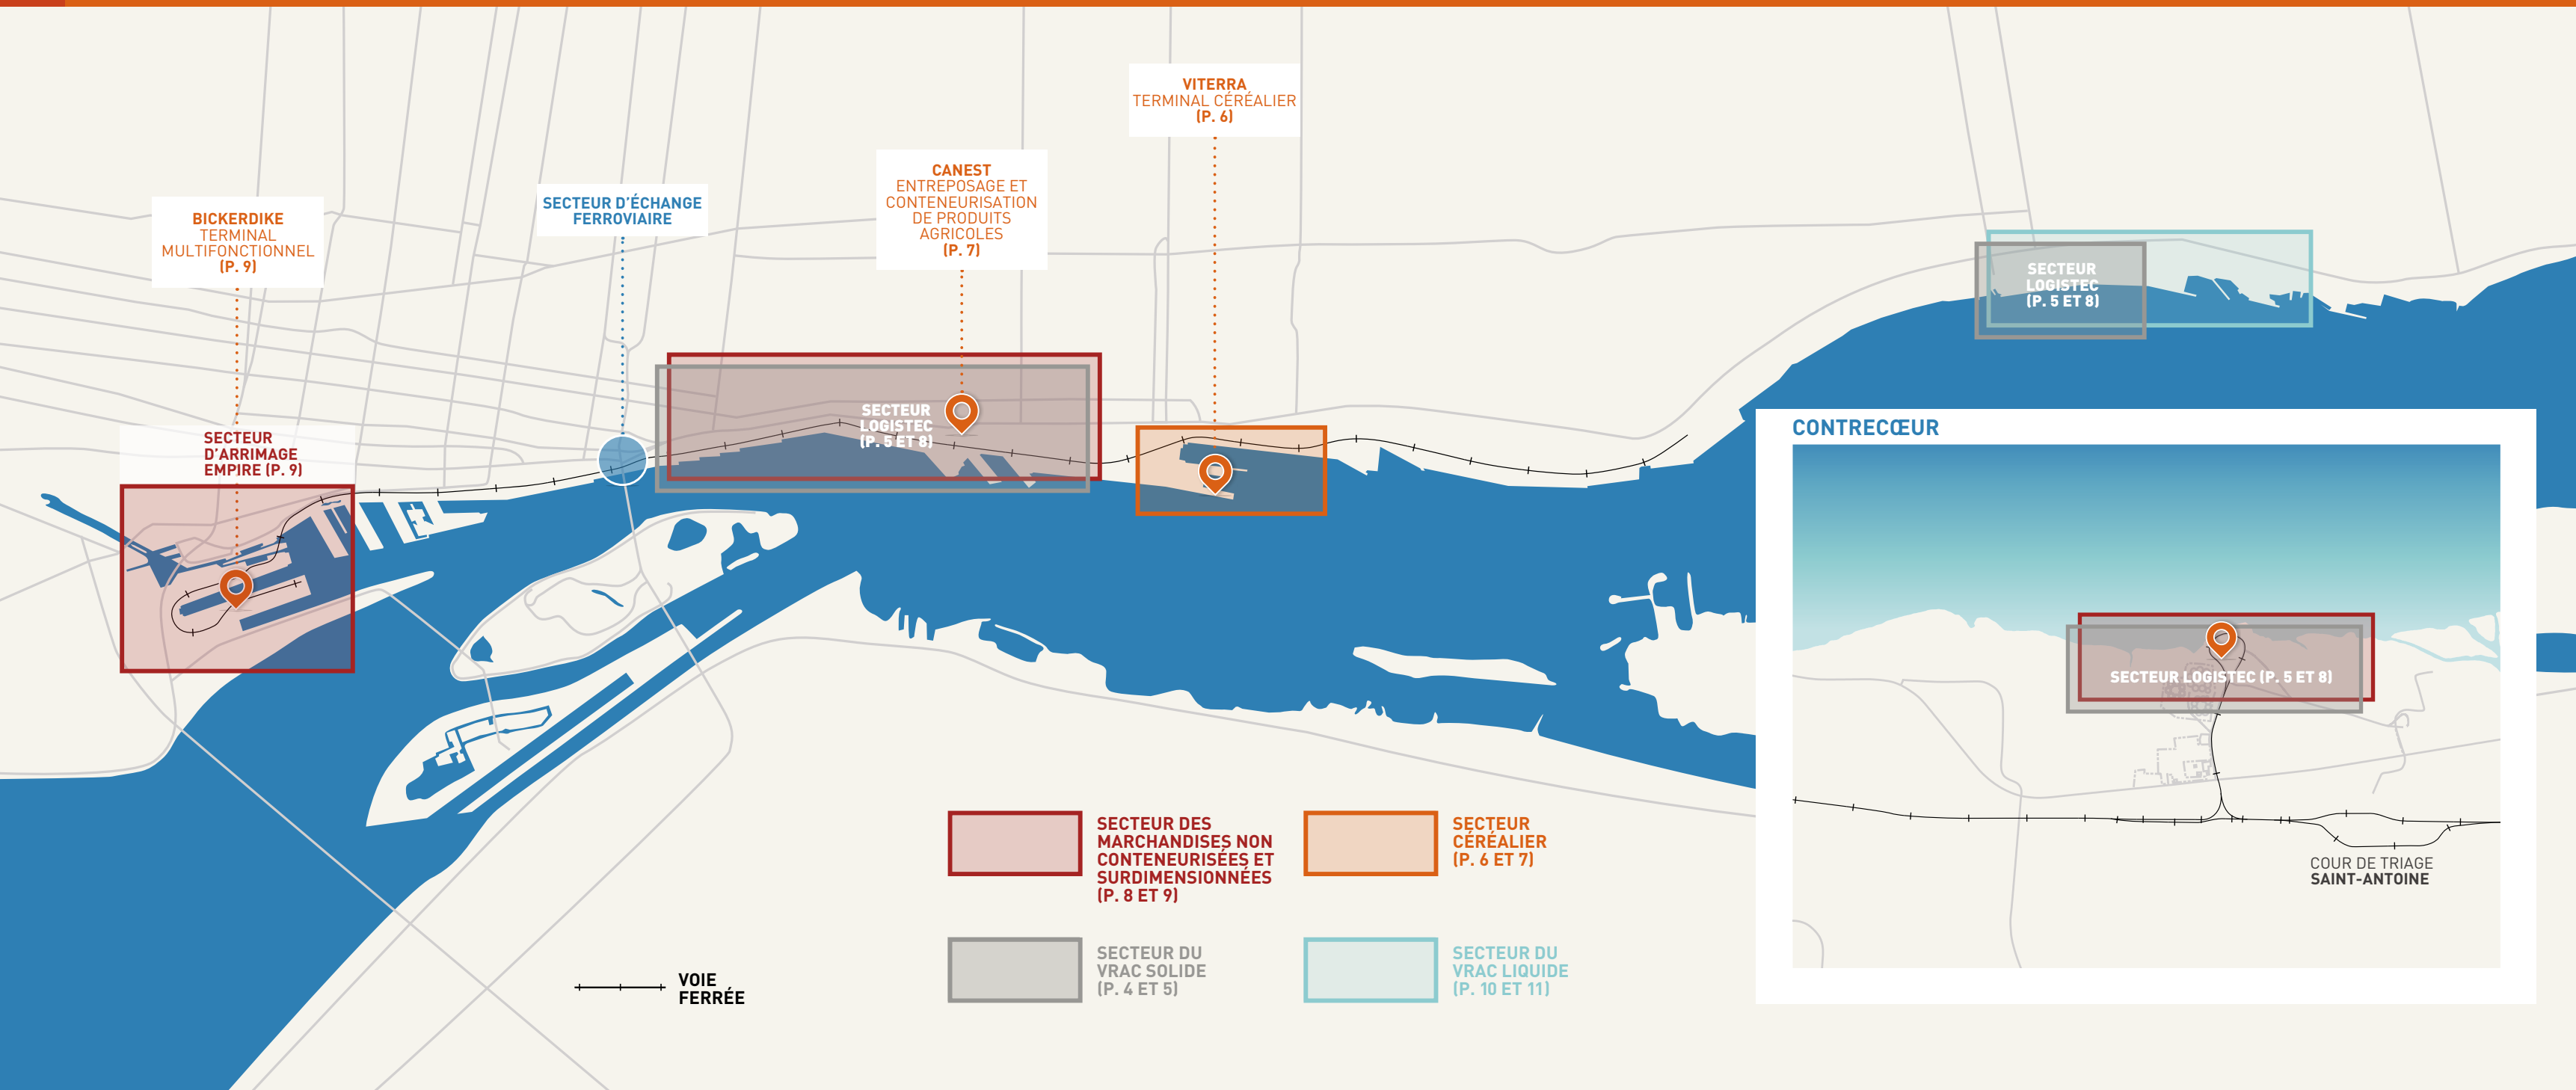 VITERRA
TERMINAL CÉRÉALIER
(P. 6)
CANEST
ENTREPOSAGE ET
CONTENEURISATION
DE PRODUITS
AGRICOLES
(P. 7)
SECTEUR D'ÉCHANGE
FERROVIAIRE
BICKERDIKE
TERMINAL
MULTIFONCTIONNEL
(P. 9)
SECTEUR
LOGISTEC
(P. 5 ET 8)
SECTEUR
LOGISTEC
(P. 5 ET 8)
SECTEUR
D'ARRIMAGE
EMPIRE (P. 9)
CONTRECŒUR
SECTEUR LOGISTEC (P. 5 ET 8)
COUR DE TRIAGE
SAINT-ANTOINE
SECTEUR DES
MARCHANDISES NON
CONTENEURISÉES ET
SURDIMENSIONNÉES
(P. 8 ET 9)
SECTEUR
CÉRÉALIER
(P. 6 ET 7)
SECTEUR DU
VRAC SOLIDE
(P. 4 ET 5)
SECTEUR DU
VRAC LIQUIDE
(P. 10 ET 11)
VOIE
FERRÉE